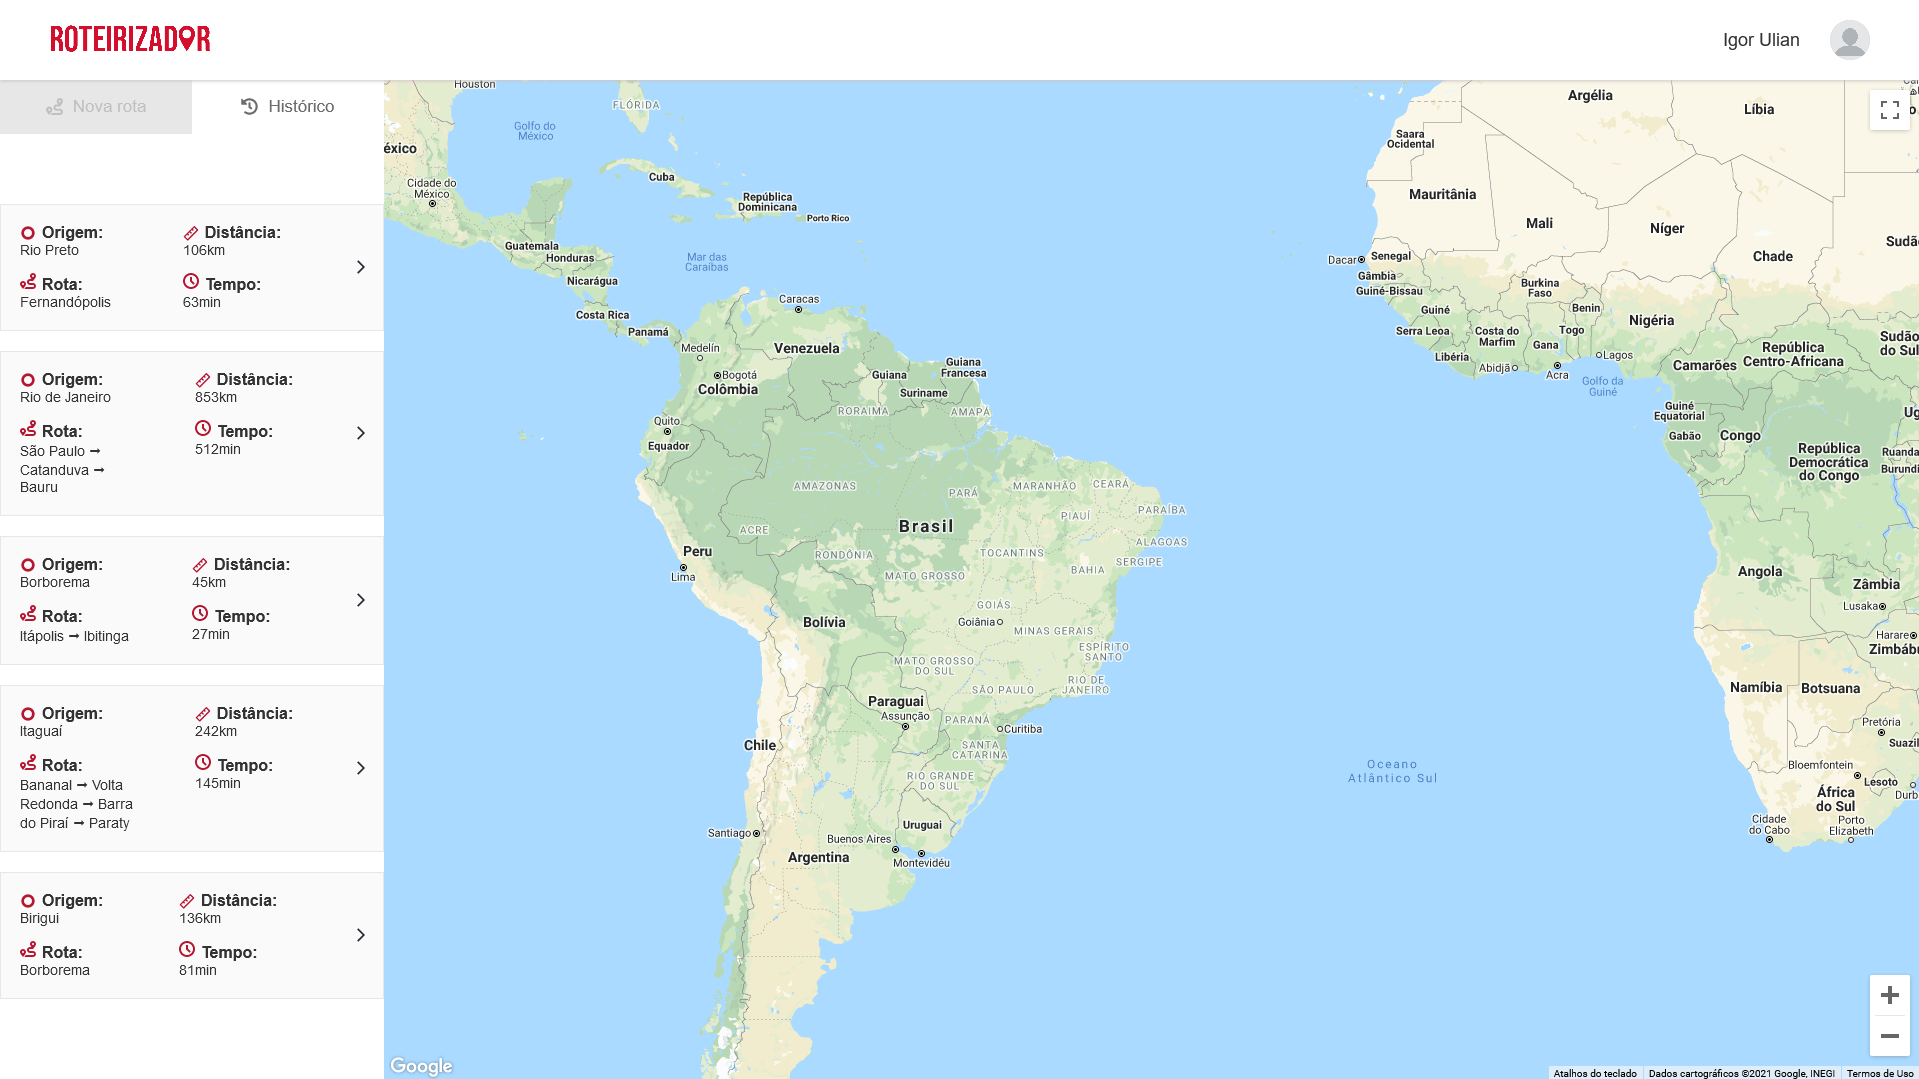 ROTEIRIZADOR
Igor Ulian
Nova rota
Histórico
Origem:
Rio Preto
Distância:
106km
Rota:
Fernandópolis
Tempo:
63min
Origem:
Rio de Janeiro
Distância:
853km
Rota:
São Paulo ➞
Catanduva ➞
Bauru
Tempo:
512min
Origem:
Borborema
Distância:
45km
Rota:
Itápolis ➞ Ibitinga
Tempo:
27min
Origem:
Itaguaí
Distância:
242km
Rota:
Bananal ➞ Volta
Redonda ➞ Barra
do Piraí ➞ Paraty
Tempo:
145min
Origem:
Birigui
Distância:
136km
Rota:
Borborema
Tempo:
81min
Houston
FLÓRIDA
Golfo do
México
éxico
Cidade do
México
Cuba
República
Dominicana
Porto Rico
Guatemala
Honduras
Mar das
Caraíbas
Nicarágua
Costa Rica
Panamá
Caracas
Medelín
Venezuela
Bogotá
Colômbia
Guiana
Guiana
Francesa
Suriname
RORAIMA
AMAPÁ
Quito
Equador
AMAZONAS
PARÁ
MARANHÃO
CEARÁ
PIAUÍ
PARAÍBA
ACRE
Brasil
ALAGOAS
SERGIPE
Peru
Lima
RONDÔNIA
TOCANTINS
BAHIA
MATO GROSSO
GOIÁS
Goiânia
Bolívia
MINAS GERAIS
ESPÍRITO
SANTO
MATO GROSSO
DO SUL
SÃO PAULO
RIO DE
JANEIRO
Paraguai
Assunção
PARANÁ
Curitiba
Chile
SANTA
CATARINA
RIO GRANDE
DO SUL
Santiago
Buenos Aires
Uruguai
Montevidéu
Argentina
Oceano
Atlântico Sul
Argélia
Líbia
Saara
Ocidental
Mauritânia
Mali
Níger
Chade
Sudã
Dacar
Senegal
Gâmbia
Guiné-Bissau
Burkina
Faso
Guiné
Benin
Serra Leoa
Costa do
Marfim
Togo
Gana
Nigéria
Libéria
Abidjã
Acra
Lagos
Camarões
República
Centro-Africana
Sudão
do Sul
Golfo da
Guiné
Guiné
Equatorial
Gabão
Congo
Ug
República
Democrática
do Congo
Ruanda
Burundi
Angola
Zâmbia
Lusaka
Harare
Zimbábu
Namíbia
Botsuana
Pretória
Suazil
Bloemfontein
Lesoto
Durb
África
do Sul
Cidade
do Cabo
Porto
Elizabeth
Google
Atalhos do teclado
Dados cartográficos ©2021 Google, INEGI
Termos de Uso